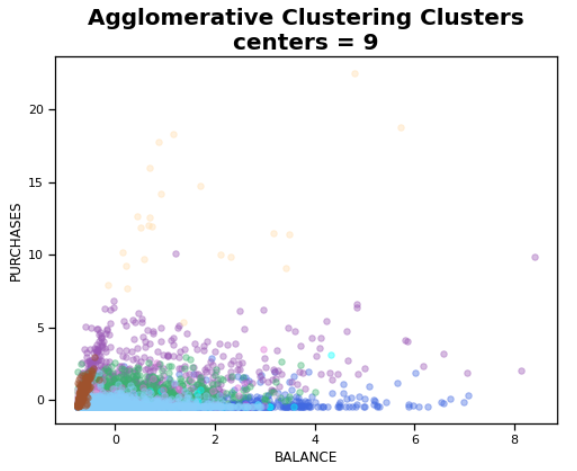 Agglomerative Clustering Clusters
centers = 9
20
15
10
5
0
PURCHASES
0 2 4 6 8
BALANCE